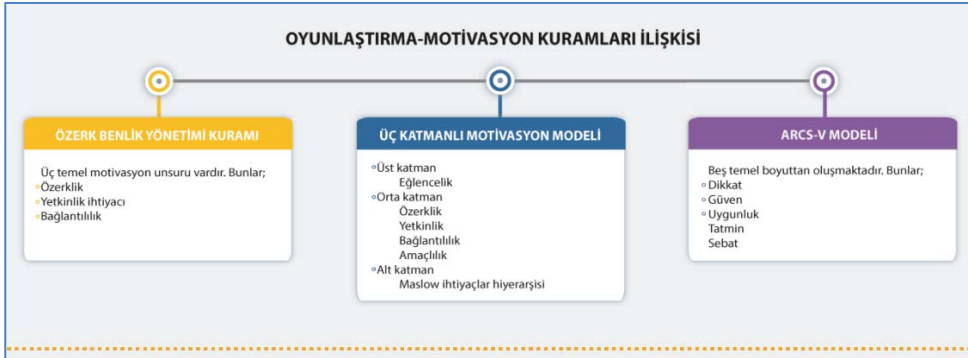 OYUNLAŞTIRMA-MOTİVASYON KURAMLARI İLİŞKİSİ
ÖZERK BENLİK YÖNETİMİ KURAMI
Üç temel motivasyon unsuru vardır. Bunlar;
Özerklik
Yetkinlik ihtiyacı
Bağlantılılık
ÜÇ KATMANLI MOTİVASYON MODELİ
Üst katman
Eğlencelik
Orta katman
Özerklik
Yetkinlik
Bağlantılılık
Amaçlılık
Alt katman
Maslow ihtiyaçlar hiyerarşisi
ARCS-V MODELİ
Beş temel boyuttan oluşmaktadır. Bunlar;
Dikkat
Güven
Uygunluk
Tatmin
Sebat